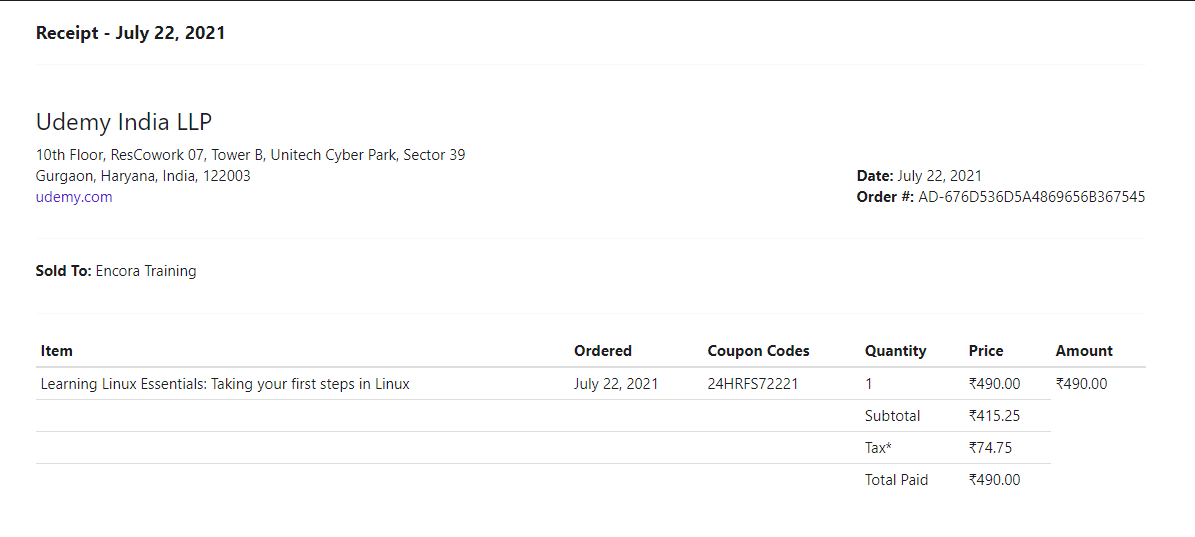 Receipt - July 22, 2021
Udemy India LLP
10th Floor, ResCowork 07, Tower B, Unitech Cyber Park, Sector 39
Gurgaon, Haryana, India, 122003
udemy.com
Date: July 22, 2021
Order #: AD-676D536D5A4869656B367545
Sold To: Encora Training
Item Ordered Coupon Codes Quantity Price Amount
Learning Linux Essentials: Taking your first steps in Linux July 22, 2021 24HRFS72221 1 ₹490.00 ₹490.00
Subtotal ₹415.25
Tax* ₹74.75
Total Paid ₹490.00